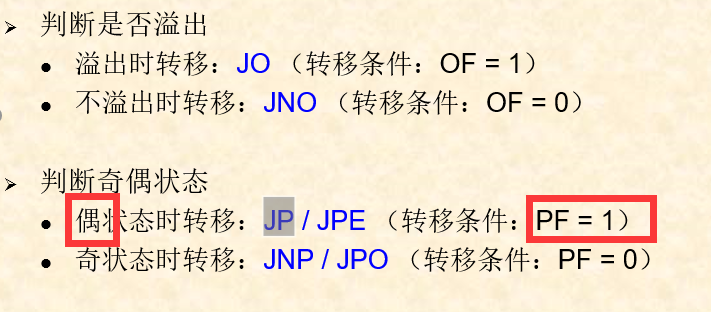 判断是否溢出
溢出时转移：JO （转移条件：OF = 1）
不溢出时转移：JNO （转移条件：OF = 0）
判断奇偶状态
偶状态时转移：JP / JPE （转移条件：PF = 1）
奇状态时转移：JNP / JPO （转移条件：PF = 0）